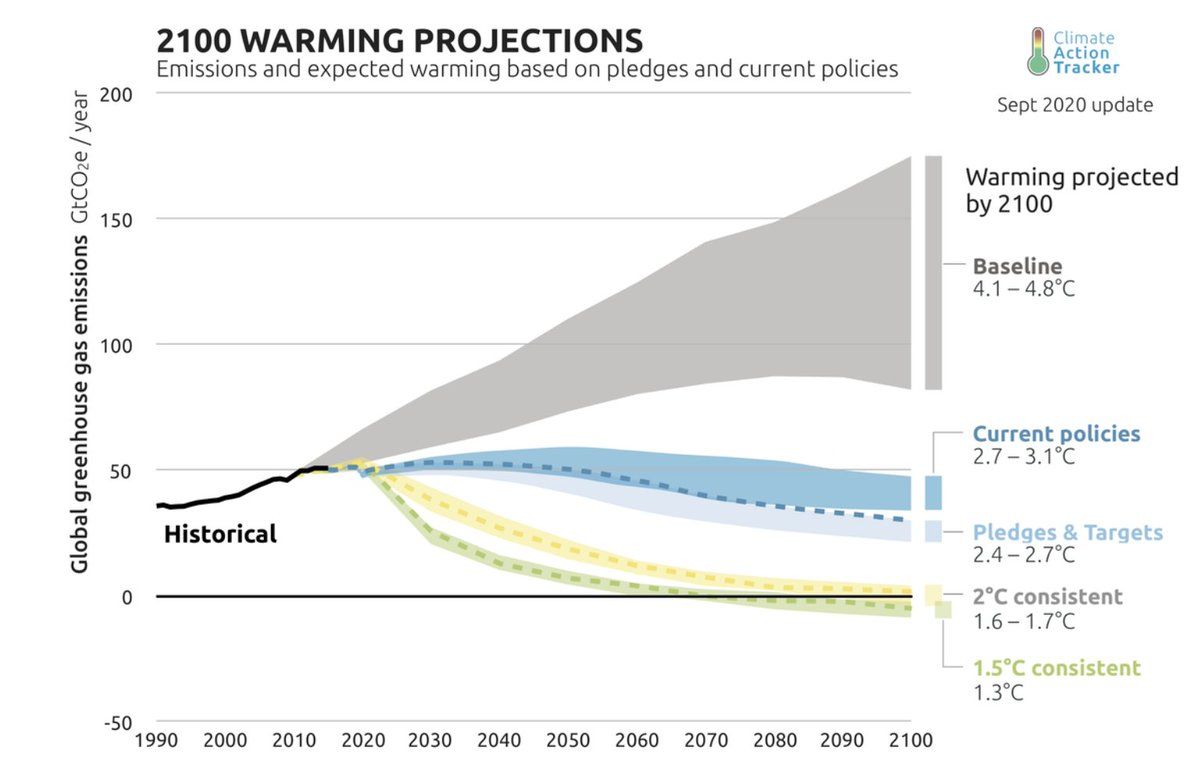 2100 WARMING PROJECTIONS
Emissions and expected warming based on pledges and current policies
Climate
Action
Tracker
Sept 2020 update
Global greenhouse gas emissions GtCO₂e / year
200
150
100
50
0
-50
Historical
1990 2000 2010 2020 2030 2040 2050 2060 2070 2080 2090 2100
Warming projected
by 2100
Baseline
4.1 – 4.8°C
Current policies
2.7 – 3.1°C
Pledges & Targets
2.4 – 2.7°C
2°C consistent
1.6 – 1.7°C
1.5°C consistent
1.3°C